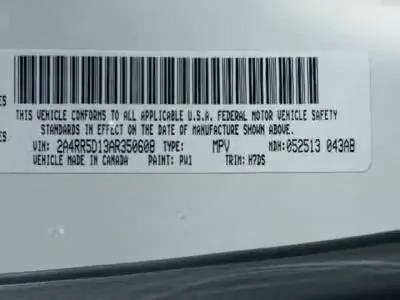 THIS VEHICLE CONFORMS TO ALL APPLICABLE U.S.A. FEDERAL MOTOR VEHICLE SAFETY
STANDARDS IN EFFECT ON THE DATE OF MANUFACTURE SHOWN ABOVE.
VIN: 2A4RR5D13AR350608 TYPE: MPV MDH: 052513 043AB
VEHICLE MADE IN CANADA PAINT: PW1 TRIM: H7DS